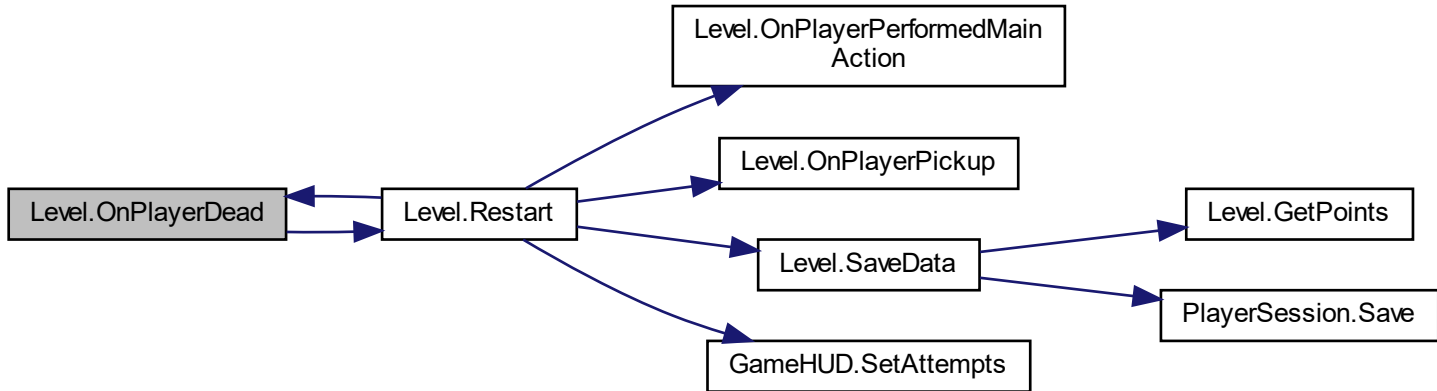 Level.OnPlayerPerformedMain
Action
Level.OnPlayerPickup
Level.OnPlayerDead
Level.Restart
Level.GetPoints
Level.SaveData
PlayerSession.Save
GameHUD.SetAttempts